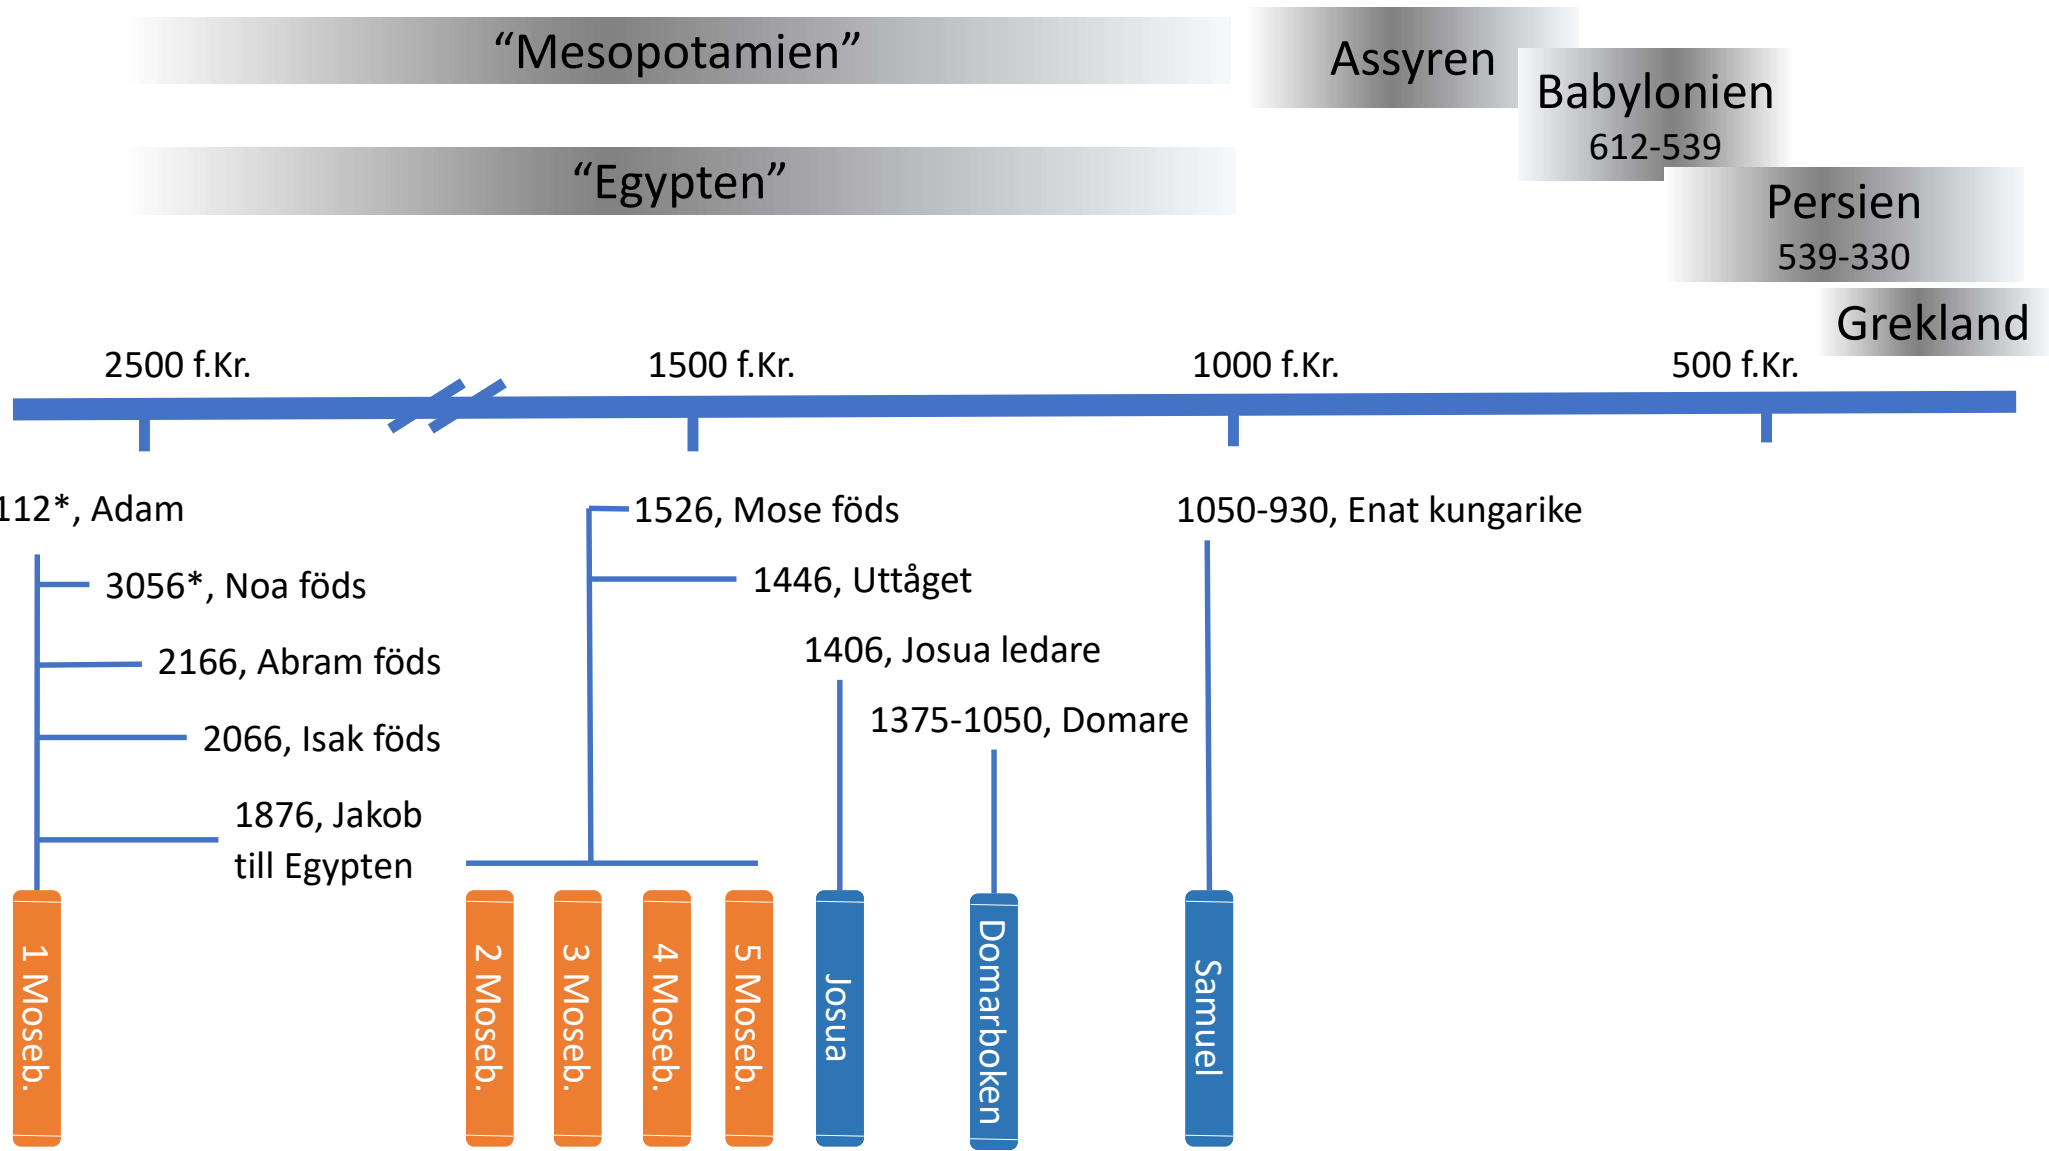 “Mesopotamien”
Assyren
Babylonien
612-539
“Egypten”
Persien
539-330
Grekland
2500 f.Kr.
1500 f.Kr.
1000 f.Kr.
500 f.Kr.
112*, Adam
3056*, Noa föds
2166, Abram föds
2066, Isak föds
1876, Jakob
till Egypten
1526, Mose föds
1446, Uttåget
1406, Josua ledare
1375-1050, Domare
1050-930, Enat kungarike
1 Moseb.
2 Moseb.
3 Moseb.
4 Moseb.
5 Moseb.
Josua
Domarboken
Samuel